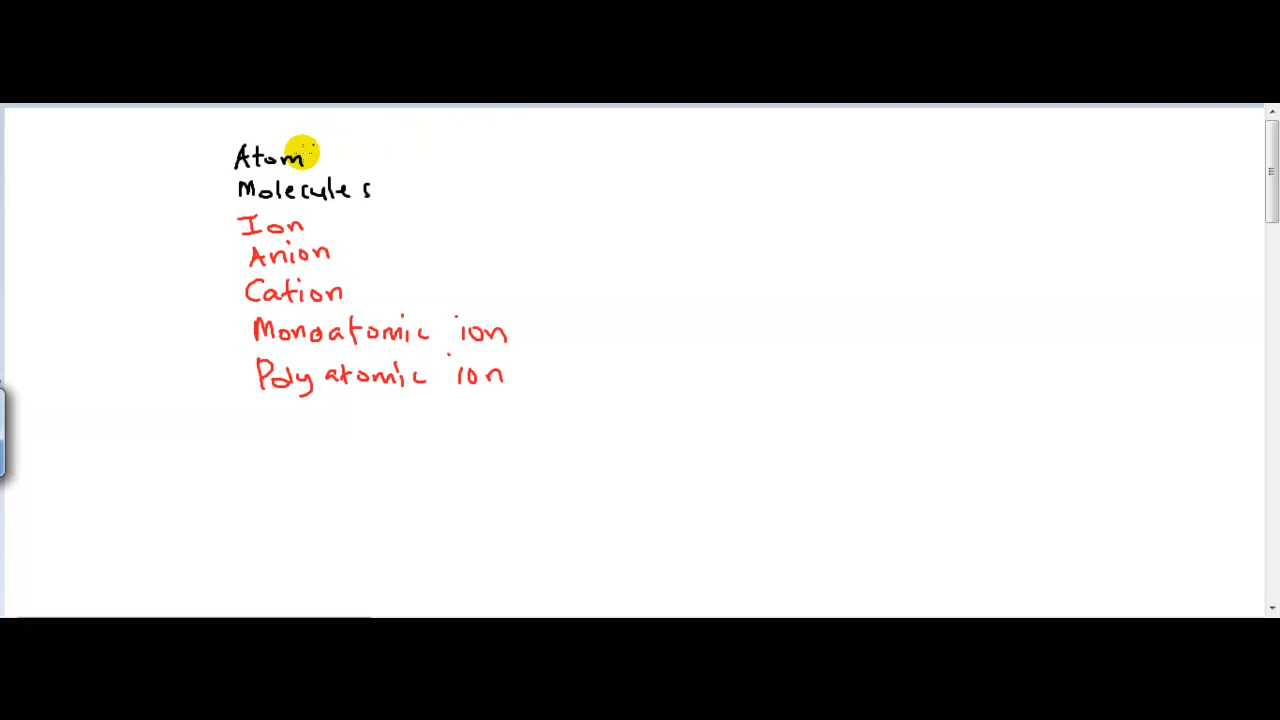 Atom
Molecules
Ion
Anion
Cation
Monoatomic ion
Polyatomic ion